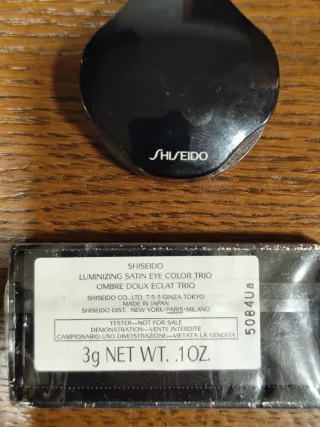 SHISEIDO
SHISEIDO
LUMINIZING SATIN EYE COLOR TRIO
OMBRE DOUX ECLAT TRIO
SHISEIDO CO., LTD. 7-5-5 GINZA TOKYO
MADE IN JAPAN
SHISEIDO DIST. NEW YORK•PARIS•MILANO
TESTER—NOT FOR SALE
DEMONSTRATION—VENTE INTERDITE
CAMPIONARIO USO DIMOSTRAZIONE—VIETATA LA VENDITA
3g NET WT. .1OZ.
5084Ua